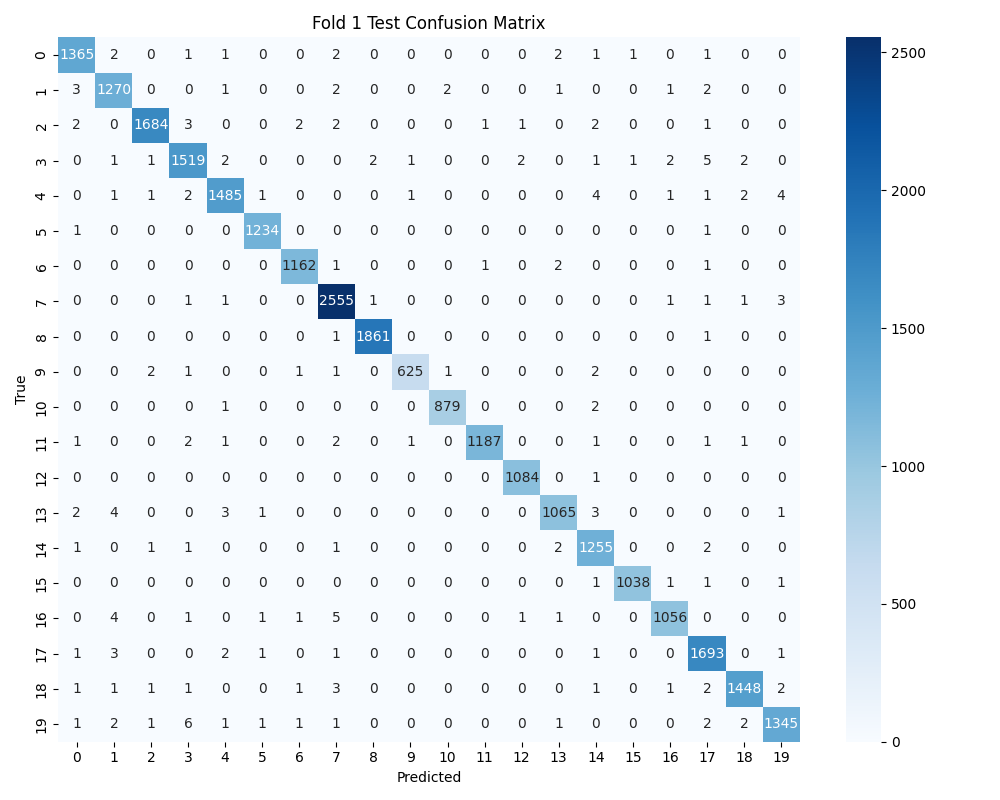 Fold 1 Test Confusion Matrix
0 1365 2 0 1 1 0 0 2 0 0 0 0 0 2 1 1 0 1 0 0
1 3 1270 0 0 1 0 0 2 0 0 2 0 0 1 0 0 1 2 0 0
2 2 0 1684 3 0 0 2 2 0 0 0 1 1 0 2 0 0 1 0 0
3 0 1 1 1519 2 0 0 0 2 1 0 0 2 0 1 1 2 5 2 0
4 0 1 1 2 1485 1 0 0 0 1 0 0 0 0 4 0 1 1 2 4
5 1 0 0 0 0 1234 0 0 0 0 0 0 0 0 0 0 0 1 0 0
6 0 0 0 0 0 0 1162 1 0 0 0 1 0 2 0 0 0 1 0 0
7 0 0 0 1 1 0 0 2555 1 0 0 0 0 0 0 0 1 1 1 3
8 0 0 0 0 0 0 0 1 1861 0 0 0 0 0 0 0 0 1 0 0
9 0 0 2 1 0 0 1 1 0 625 1 0 0 0 2 0 0 0 0 0
10 0 0 0 0 1 0 0 0 0 0 879 0 0 0 2 0 0 0 0 0
11 1 0 0 2 1 0 0 2 0 1 0 1187 0 0 1 0 0 1 1 0
12 0 0 0 0 0 0 0 0 0 0 0 0 1084 0 1 0 0 0 0 0
13 2 4 0 0 3 1 0 0 0 0 0 0 0 1065 3 0 0 0 0 1
14 1 0 1 1 0 0 0 1 0 0 0 0 0 2 1255 0 0 2 0 0
15 0 0 0 0 0 0 0 0 0 0 0 0 0 0 1 1038 1 1 0 1
16 0 4 0 1 0 1 1 5 0 0 0 0 1 1 0 0 1056 0 0 0
17 1 3 0 0 2 1 0 1 0 0 0 0 0 0 1 0 0 1693 0 1
18 1 1 1 1 0 0 1 3 0 0 0 0 0 0 1 0 1 2 1448 2
19 1 2 1 6 1 1 1 1 0 0 0 0 0 1 0 0 0 2 2 1345
0 1 2 3 4 5 6 7 8 9 10 11 12 13 14 15 16 17 18 19
True
Predicted
2500
2000
1500
1000
500
0